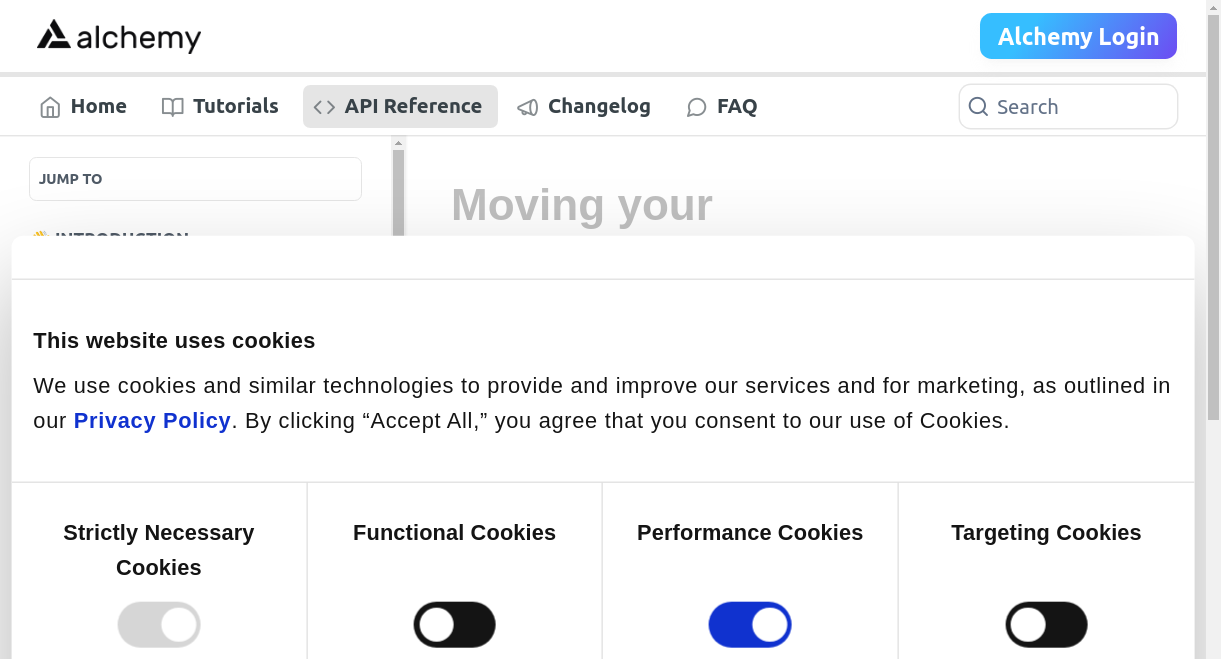 alchemy
Alchemy Login
Home
Tutorials
API Reference
Changelog
FAQ
Search
JUMP TO
Moving your
👋 INTRODUCTION
This website uses cookies
We use cookies and similar technologies to provide and improve our services and for marketing, as outlined in
our Privacy Policy. By clicking “Accept All,” you agree that you consent to our use of Cookies.
Strictly Necessary
Cookies
Functional Cookies
Performance Cookies
Targeting Cookies